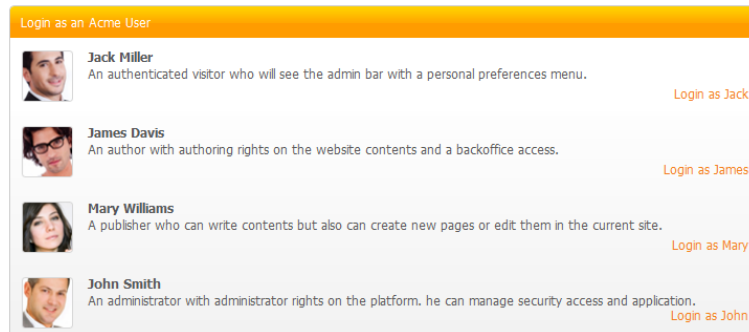 Login as an Acme User
Jack Miller
An authenticated visitor who will see the admin bar with a personal preferences menu.
Login as Jack
James Davis
An author with authoring rights on the website contents and a backoffice access.
Login as James
Mary Williams
A publisher who can write contents but also can create new pages or edit them in the current site.
Login as Mary
John Smith
An administrator with administrator rights on the platform. he can manage security access and application.
Login as John